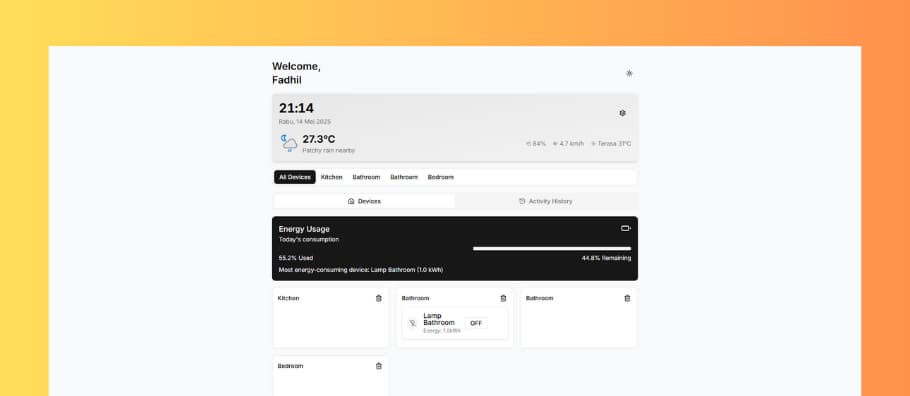 Welcome,
Fadhil
21:14
Rabu, 14 Mei 2025
27.3°C
Patchy rain nearby
84% 4.7 km/h Terasa 31°C
All Devices Kitchen Bathroom Bathroom Bedroom
Devices Activity History
Energy Usage
Today's consumption
55.2% Used 44.8% Remaining
Most energy-consuming device: Lamp Bathroom (1.0 kWh)
Kitchen Bathroom Bathroom
Lamp
Bathroom OFF
Energy: 1.0kWh
Bedroom